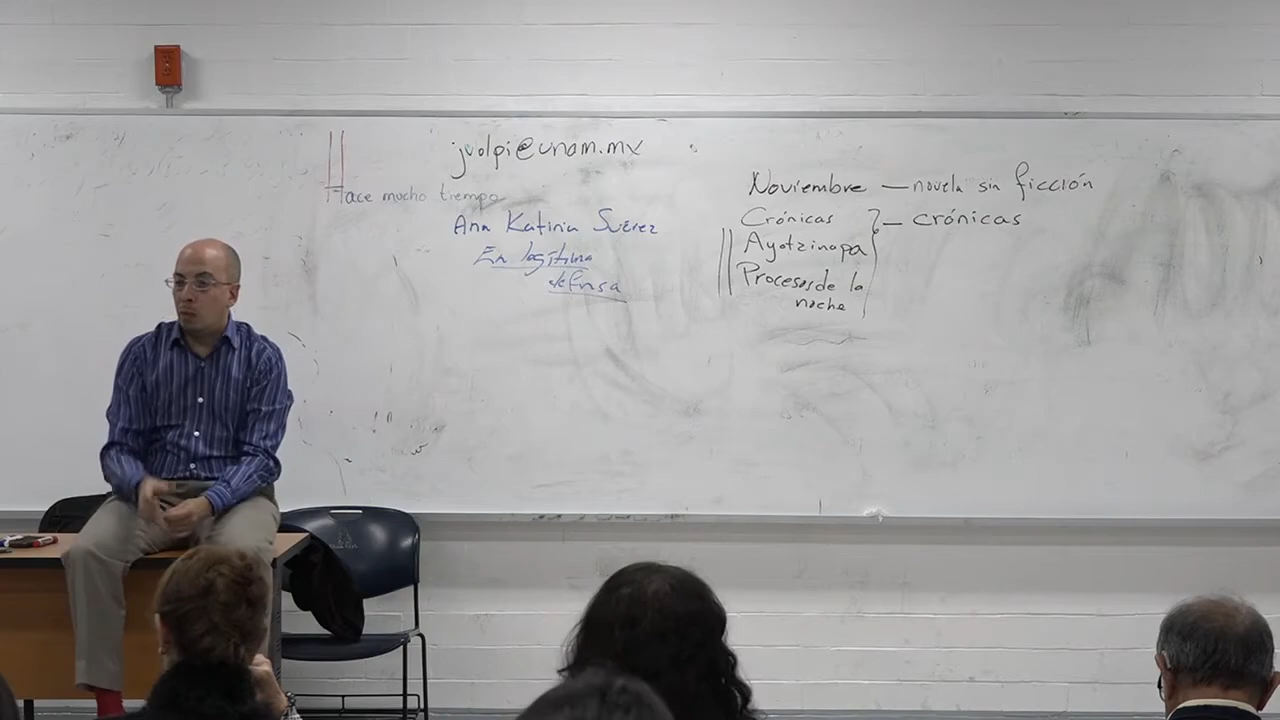 jvolpi@unam.mx
Hace mucho tiempo
Ana Katiria Suárez
En legítima
defensa
Noviembre — novela sin ficción
Crónicas } — crónicas
Ayotzinapa
Procesos de la
noche